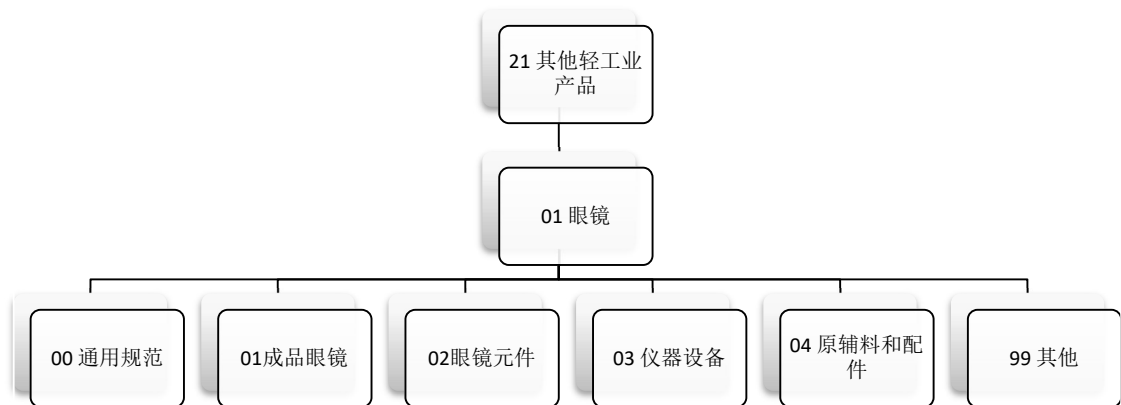 21 其他轻工业
产品
01 眼镜
00 通用规范
01成品眼镜
02眼镜元件
03 仪器设备
04 原辅料和配
件
99 其他